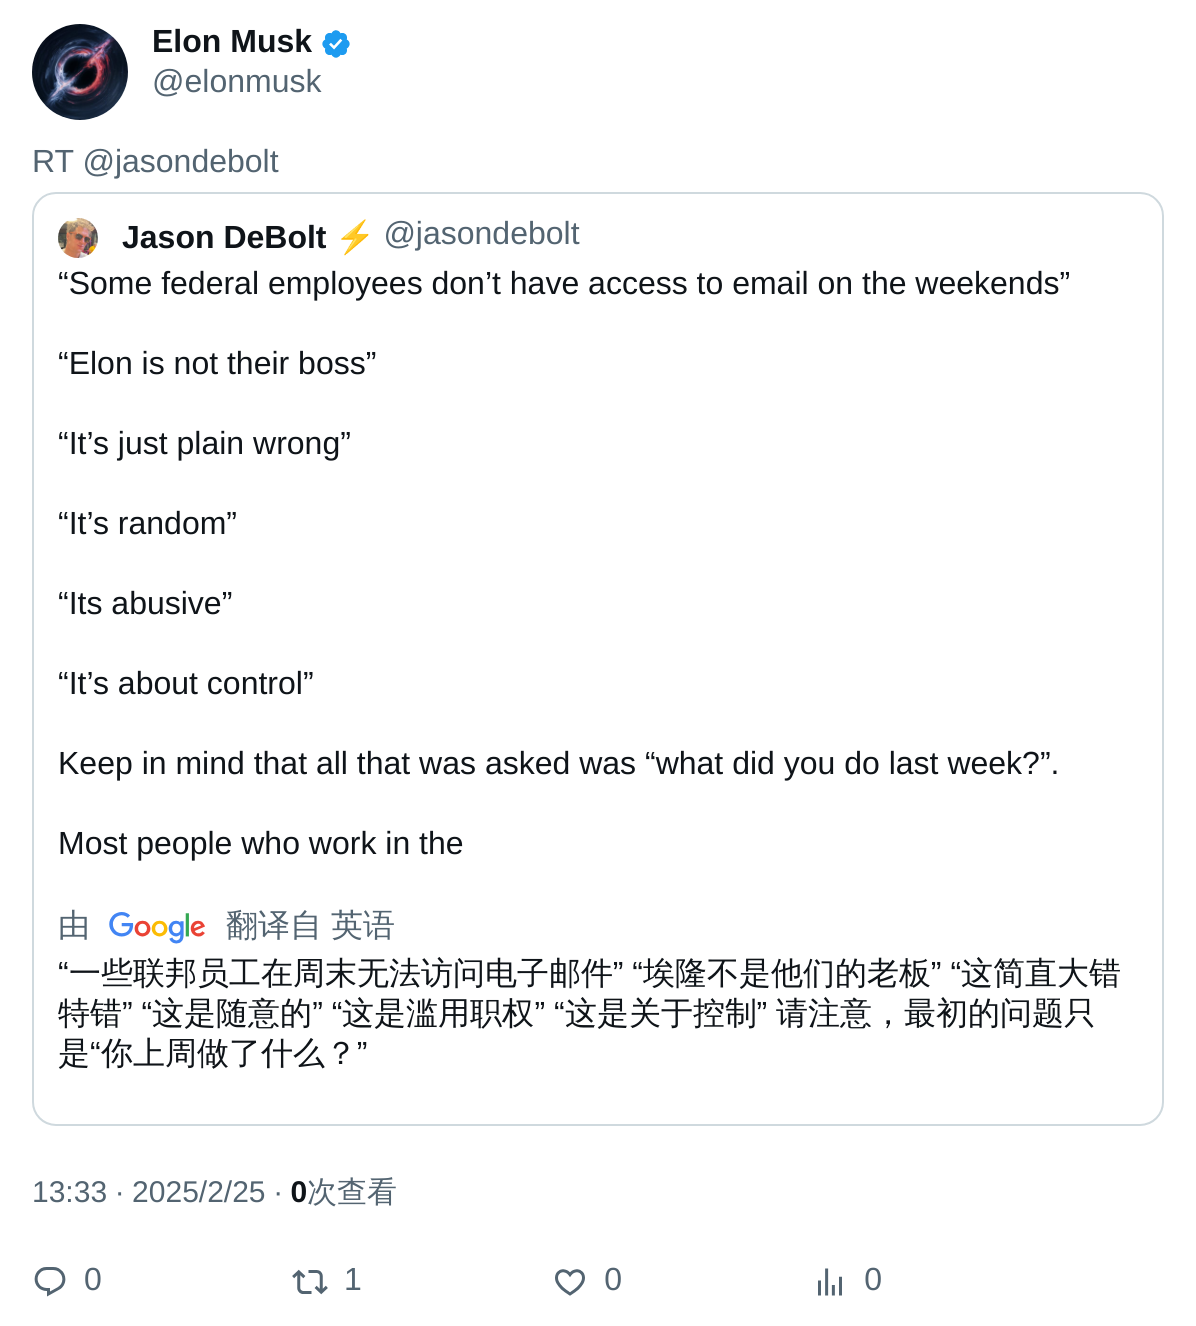 Elon Musk
@elonmusk
RT @jasondebolt
Jason DeBolt ⚡ @jasondebolt
“Some federal employees don’t have access to email on the weekends”
“Elon is not their boss”
“It’s just plain wrong”
“It’s random”
“Its abusive”
“It’s about control”
Keep in mind that all that was asked was “what did you do last week?”.
Most people who work in the
由 Google 翻译自 英语
“一些联邦员工在周末无法访问电子邮件” “埃隆不是他们的老板” “这简直大错
特错” “这是随意的” “这是滥用职权” “这是关于控制” 请注意，最初的问题只
是“你上周做了什么？”
13:33 · 2025/2/25 · 0次查看
0 1 0 0